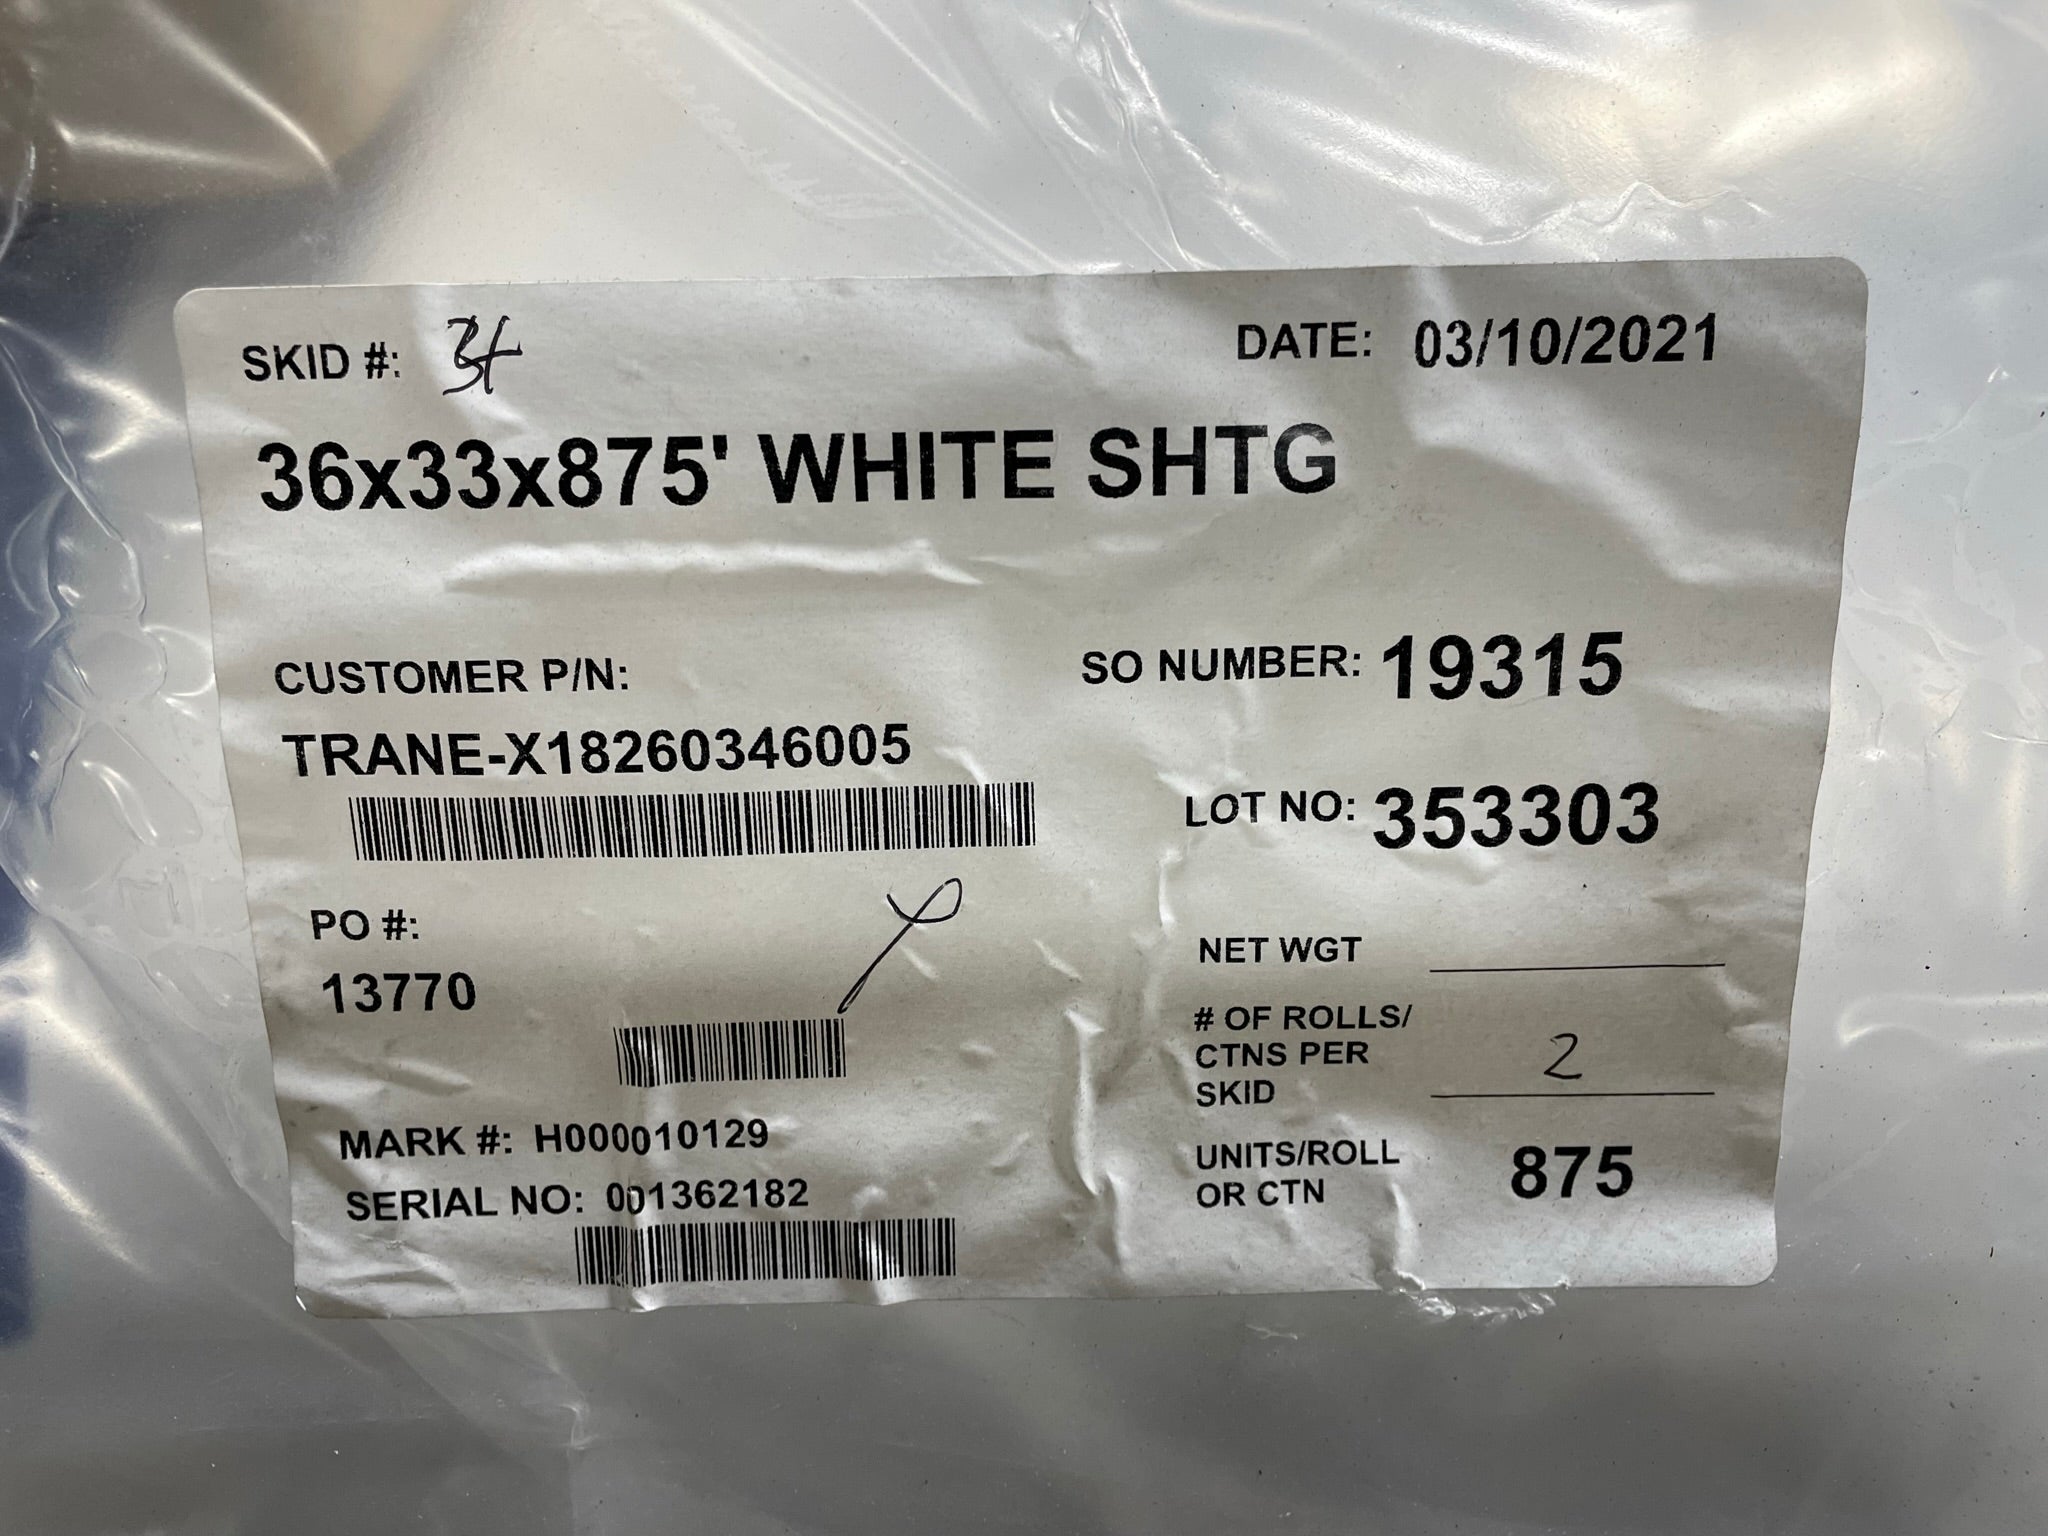 SKID #:
DATE: 03/10/2021
36x33x875' WHITE SHTG
CUSTOMER P/N:
SO NUMBER: 19315
TRANE-X18260346005
LOT NO: 353303
PO #:
13770
NET WGT
# OF ROLLS/
CTNS PER
SKID
2
MARK #: H000010129
SERIAL NO: 001362182
UNITS/ROLL
OR CTN
875